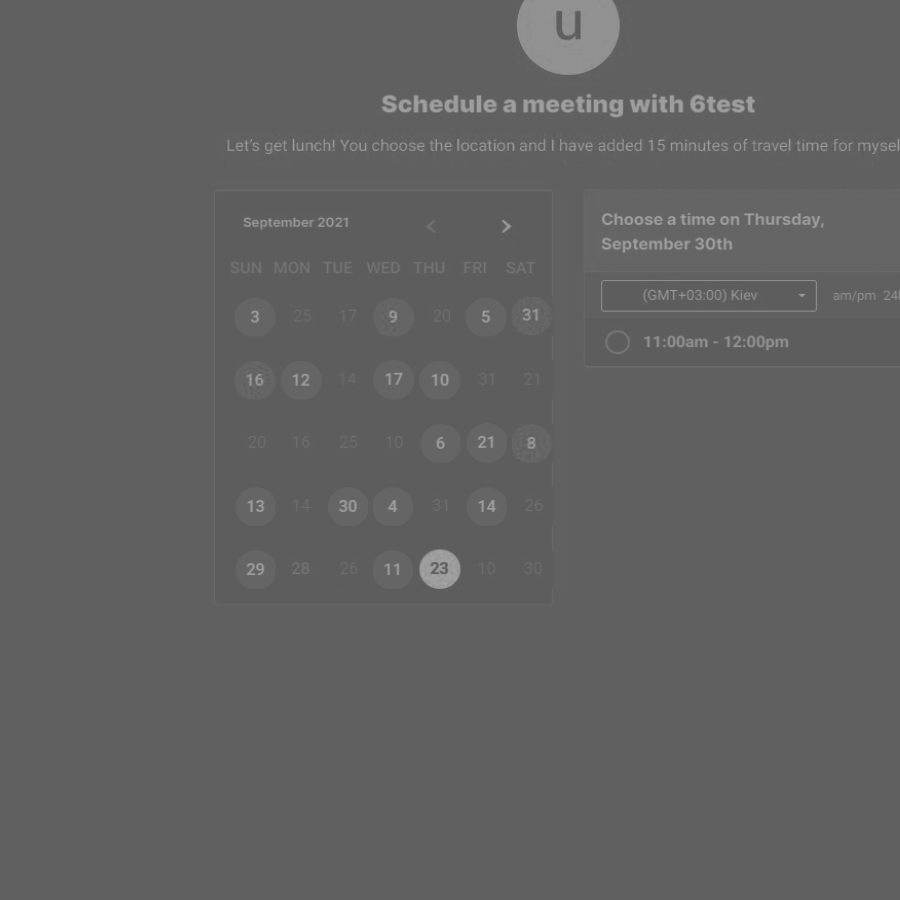 u
Schedule a meeting with 6test
Let's get lunch! You choose the location and I have added 15 minutes of travel time for mysel
September 2021
SUN MON TUE WED THU FRI SAT
3 25 17 9 20 5 31
16 12 14 17 10 31 21
20 16 25 10 6 21 8
13 14 30 4 31 14 26
29 28 26 11 23 10 30
Choose a time on Thursday,
September 30th
(GMT+03:00) Kiev am/pm 24
11:00am - 12:00pm